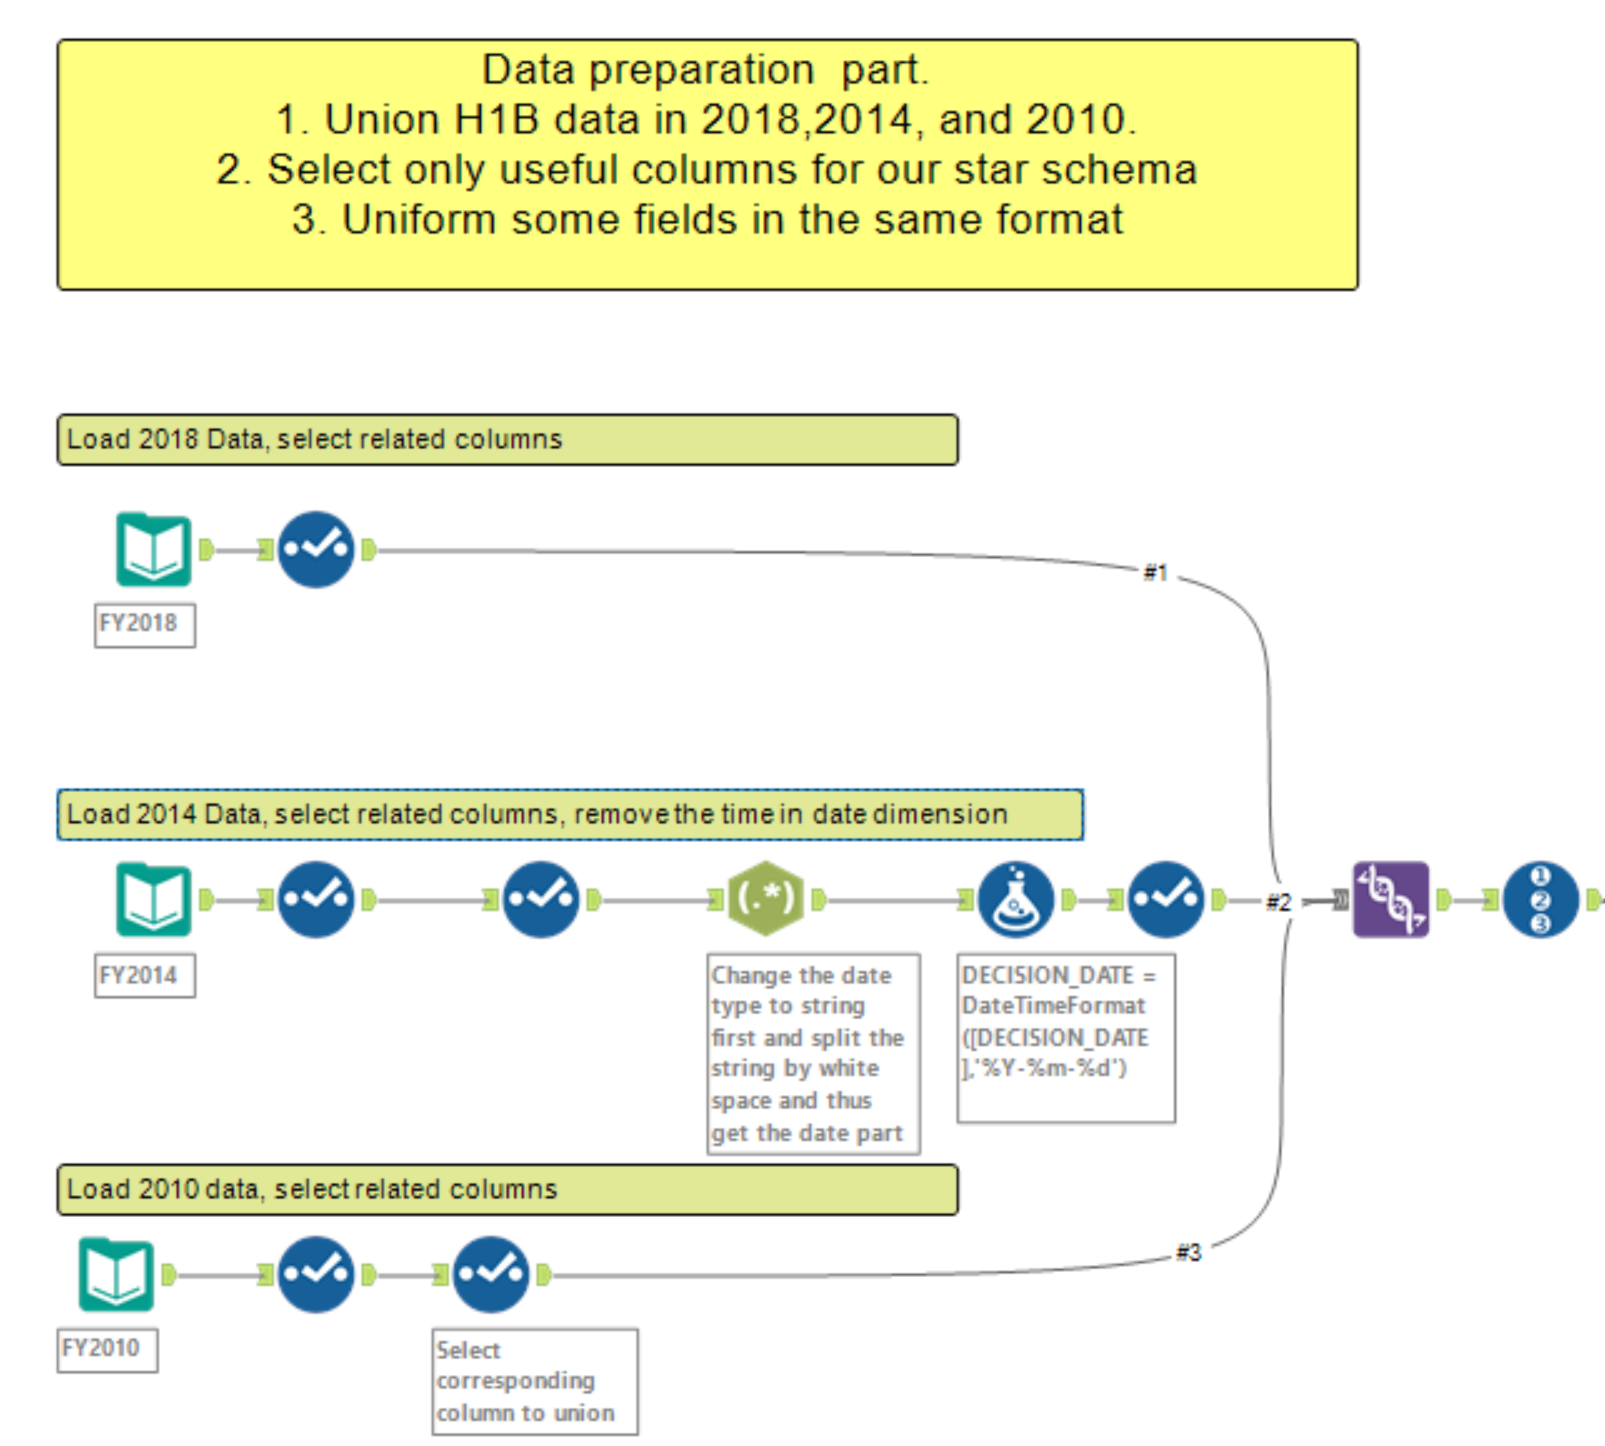 Data preparation  part.
1. Union H1B data in 2018,2014, and 2010.
2. Select only useful columns for our star schema
3. Uniform some fields in the same format
Load 2018 Data, select related columns
#1
FY2018
Load 2014 Data, select related columns, remove the time in date dimension
(.*)
#2
1
2
3
FY2014
Change the date
type to string
first and split the
string by white
space and thus
get the date part
DECISION_DATE =
DateTimeFormat
([DECISION_DATE
],'%Y-%m-%d')
Load 2010 data, select related columns
#3
FY2010
Select
corresponding
column to union